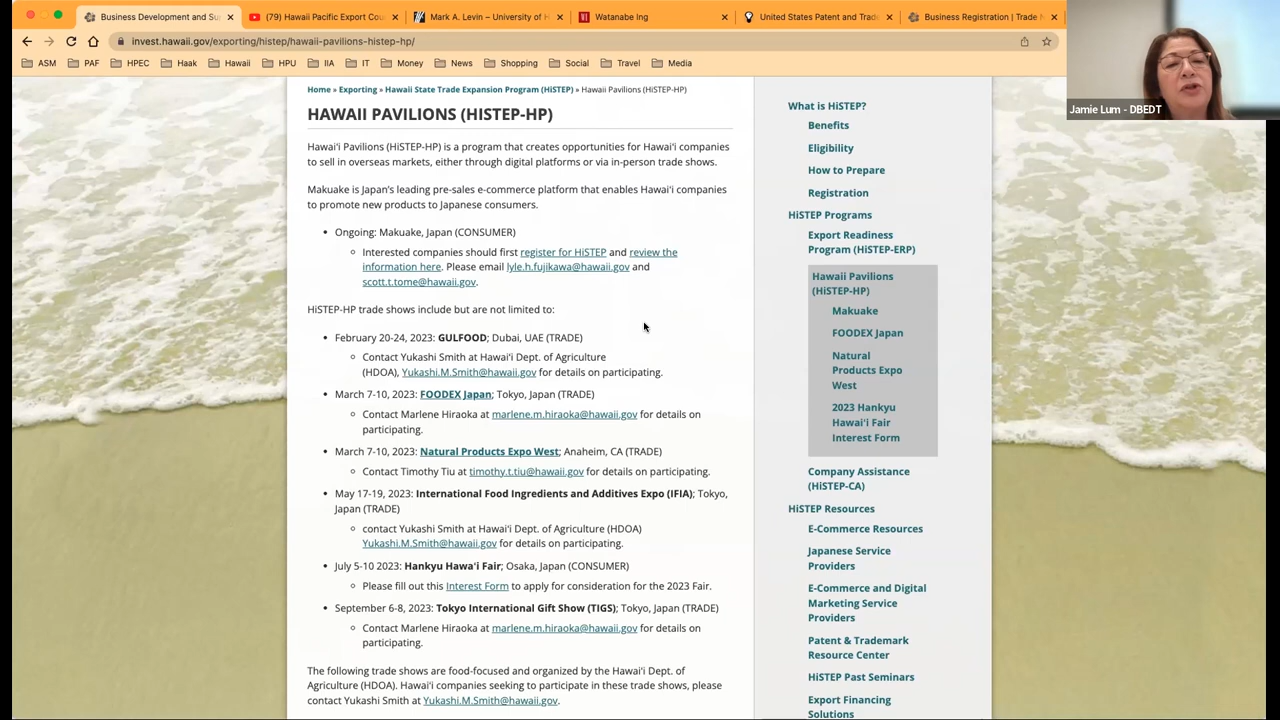 Business Development and Su
(79) Hawaii Pacific Export Cou
Mark A. Levin – University of H
Watanabe Ing
United States Patent and Trad
Business Registration | Trade N
invest.hawaii.gov/exporting/histep/hawaii-pavilions-histep-hp/
ASM PAF HPEC Haak Hawaii HPU IIA IT Money News Shopping Social Travel Media
Jamie Lum - DBEDT
Home » Exporting » Hawaii State Trade Expansion Program (HiSTEP) » Hawaii Pavilions (HiSTEP-HP)
HAWAII PAVILIONS (HISTEP-HP)
Hawai'i Pavilions (HiSTEP-HP) is a program that creates opportunities for Hawai'i companies
to sell in overseas markets, either through digital platforms or via in-person trade shows.
Makuake is Japan's leading pre-sales e-commerce platform that enables Hawai'i companies
to promote new products to Japanese consumers.
• Ongoing: Makuake, Japan (CONSUMER)
Interested companies should first register for HiSTEP and review the
information here. Please email lyle.h.fujikawa@hawaii.gov and
scott.t.tome@hawaii.gov.
HiSTEP-HP trade shows include but are not limited to:
• February 20-24, 2023: GULFOOD; Dubai, UAE (TRADE)
Contact Yukashi Smith at Hawai'i Dept. of Agriculture
(HDOA), Yukashi.M.Smith@hawaii.gov for details on participating.
• March 7-10, 2023: FOODEX Japan; Tokyo, Japan (TRADE)
Contact Marlene Hiraoka at marlene.m.hiraoka@hawaii.gov for details on
participating.
• March 7-10, 2023: Natural Products Expo West; Anaheim, CA (TRADE)
Contact Timothy Tiu at timothy.t.tiu@hawaii.gov for details on participating.
• May 17-19, 2023: International Food Ingredients and Additives Expo (IFIA); Tokyo,
Japan (TRADE)
contact Yukashi Smith at Hawai'i Dept. of Agriculture (HDOA)
Yukashi.M.Smith@hawaii.gov for details on participating.
• July 5-10 2023: Hankyu Hawa'i Fair; Osaka, Japan (CONSUMER)
Please fill out this Interest Form to apply for consideration for the 2023 Fair.
• September 6-8, 2023: Tokyo International Gift Show (TIGS); Tokyo, Japan (TRADE)
Contact Marlene Hiraoka at marlene.m.hiraoka@hawaii.gov for details on
participating.
The following trade shows are food-focused and organized by the Hawai'i Dept. of
Agriculture (HDOA). Hawai'i companies seeking to participate in these trade shows, please
contact Yukashi Smith at Yukashi.M.Smith@hawaii.gov.
What is HiSTEP?
Benefits
Eligibility
How to Prepare
Registration
HiSTEP Programs
Export Readiness
Program (HiSTEP-ERP)
Hawaii Pavilions
(HiSTEP-HP)
Makuake
FOODEX Japan
Natural
Products Expo
West
2023 Hankyu
Hawai'i Fair
Interest Form
Company Assistance
(HiSTEP-CA)
HiSTEP Resources
E-Commerce Resources
Japanese Service
Providers
E-Commerce and Digital
Marketing Service
Providers
Patent & Trademark
Resource Center
HiSTEP Past Seminars
Export Financing
Solutions